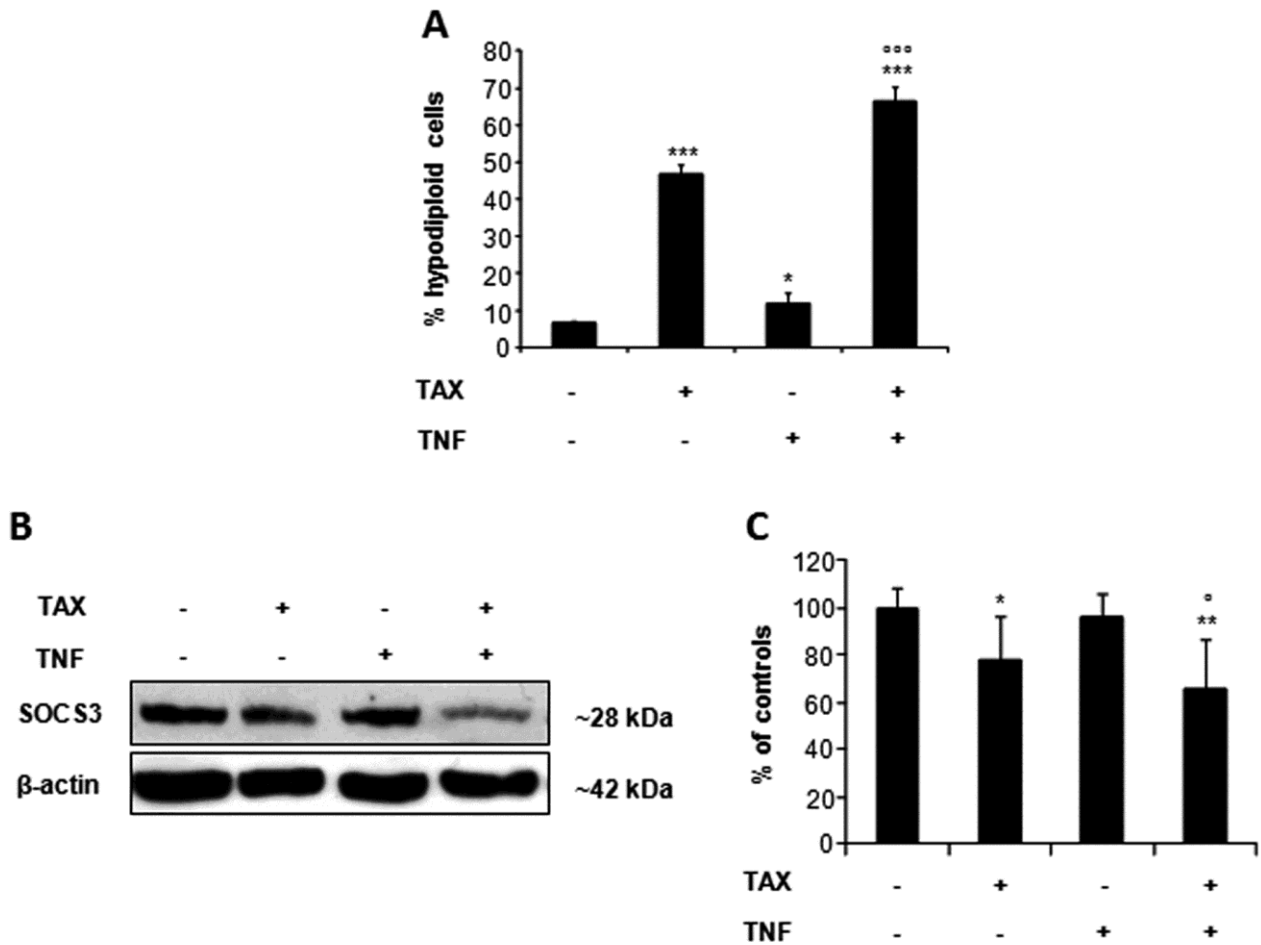 A
80
70
60
50
40
30
20
10
0
% hypodiploid cells
***
*
°°°
***
TAX - + - +
TNF - - + +
B
TAX - + - +
TNF - - + +
SOCS3 ~28 kDa
β-actin ~42 kDa
C
120
100
80
60
40
20
0
% of controls
*
°
**
TAX - + - +
TNF - - + +